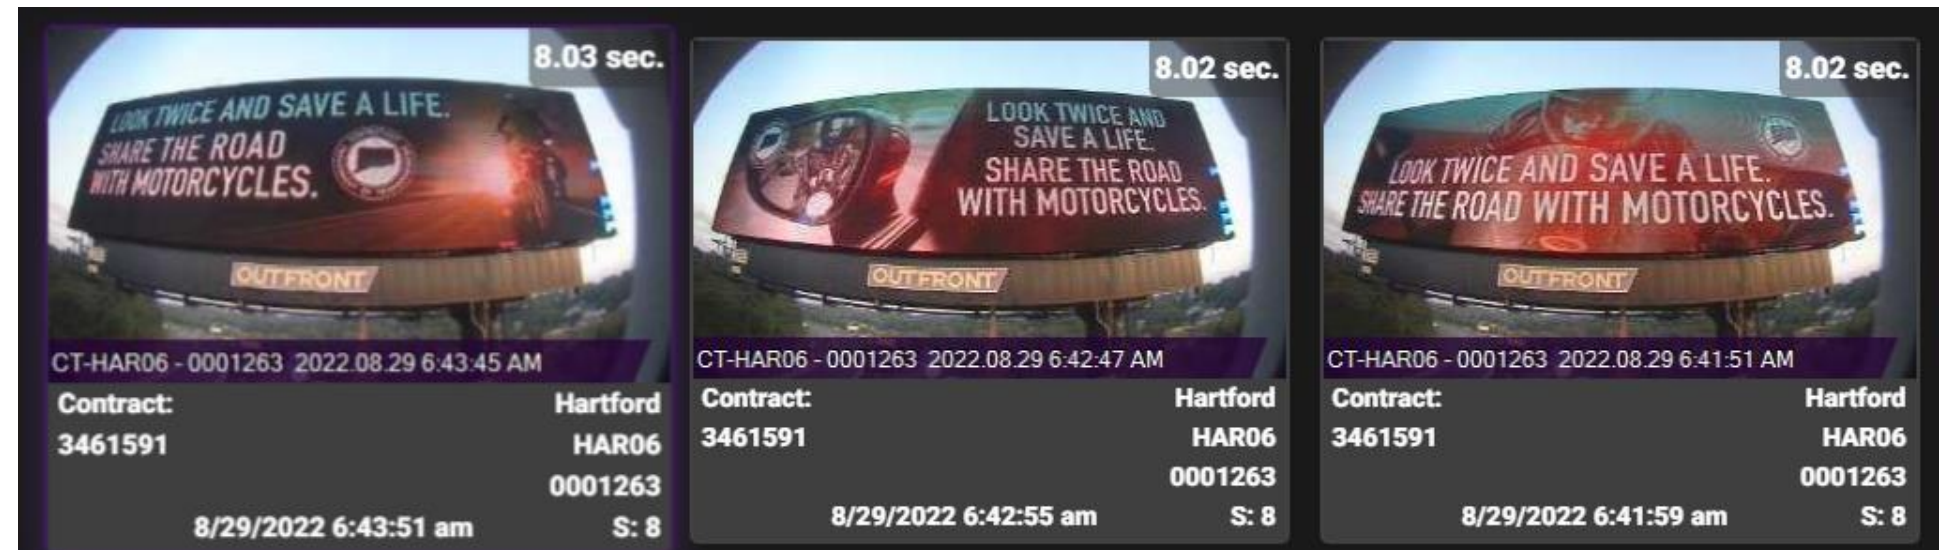 8.03 sec.
LOOK TWICE AND SAVE A LIFE.
SHARE THE ROAD
WITH MOTORCYCLES.
OUTFRONT
CT-HAR06 - 0001263 2022.08.29 6:43:45 AM
Contract:
Hartford
3461591
HAR06
0001263
8/29/2022 6:43:51 am
S: 8
8.02 sec.
LOOK TWICE AND
SAVE A LIFE.
SHARE THE ROAD
WITH MOTORCYCLES.
OUTFRONT
CT-HAR06 - 0001263 2022.08.29 6:42:47 AM
Contract:
Hartford
3461591
HAR06
0001263
8/29/2022 6:42:55 am
S: 8
8.02 sec.
LOOK TWICE AND SAVE A LIFE.
SHARE THE ROAD WITH MOTORCYCLES.
OUTFRONT
CT-HAR06 - 0001263 2022.08.29 6:41:51 AM
Contract:
Hartford
3461591
HAR06
0001263
8/29/2022 6:41:59 am
S: 8